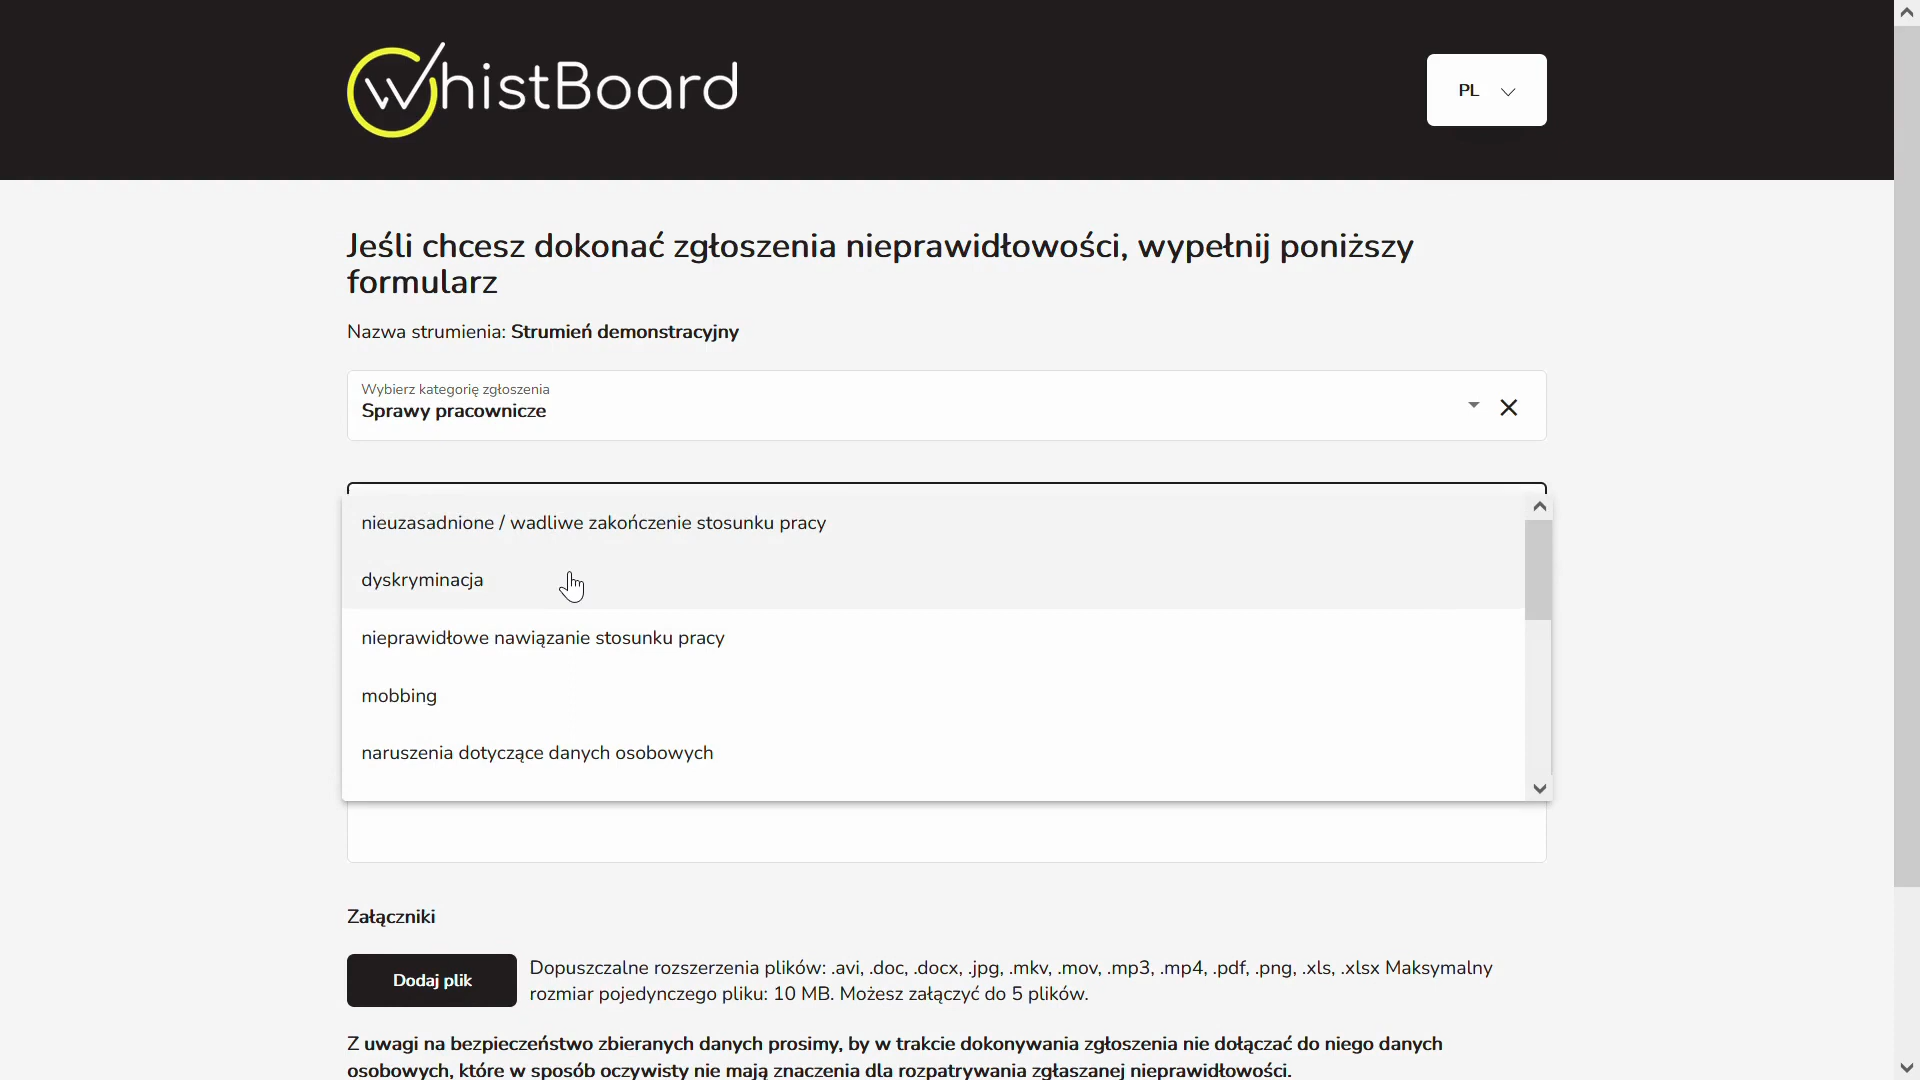 WhistBoard
PL
Jeśli chcesz dokonać zgłoszenia nieprawidłowości, wypełnij poniższy
formularz
Nazwa strumienia: Strumień demonstracyjny
Wybierz kategorię zgłoszenia
Sprawy pracownicze
nieuzasadnione / wadliwe zakończenie stosunku pracy
dyskryminacja
nieprawidłowe nawiązanie stosunku pracy
mobbing
naruszenia dotyczące danych osobowych
Załączniki
Dodaj plik
Dopuszczalne rozszerzenia plików: .avi, .doc, .docx, .jpg, .mkv, .mov, .mp3, .mp4, .pdf, .png, .xls, .xlsx Maksymalny
rozmiar pojedynczego pliku: 10 MB. Możesz załączyć do 5 plików.
Z uwagi na bezpieczeństwo zbieranych danych prosimy, by w trakcie dokonywania zgłoszenia nie dołączać do niego danych
osobowych, które w sposób oczywisty nie mają znaczenia dla rozpatrywania zgłaszanej nieprawidłowości.